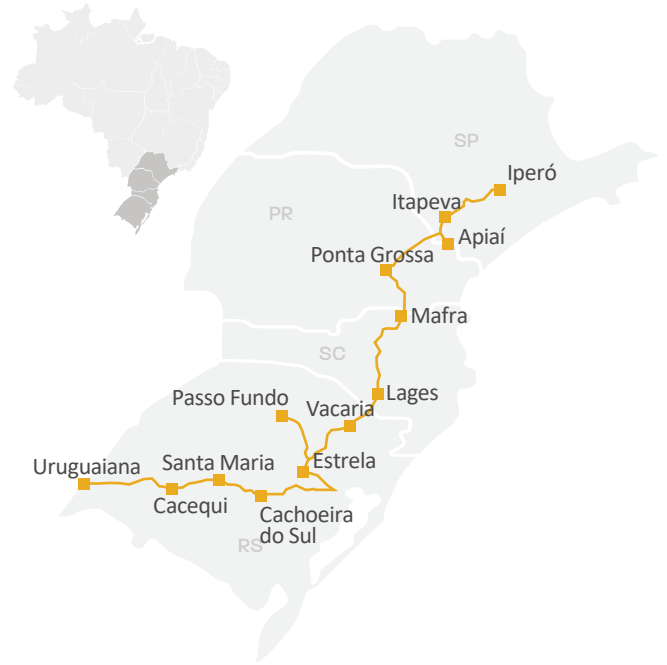 SP
Iperó
Itapeva
PR
Apiaí
Ponta Grossa
Mafra
SC
Lages
Passo Fundo
Vacaria
Estrela
Santa Maria
Uruguaiana
Cacequi
Cachoeira
do Sul
RS